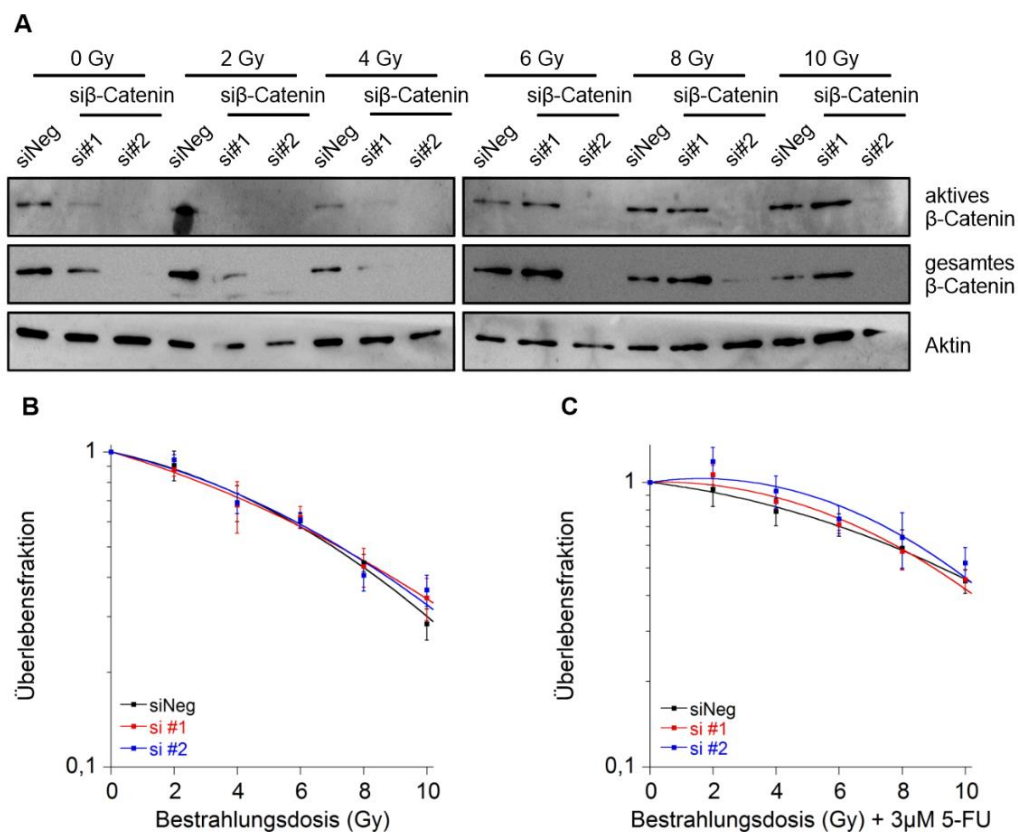 A
0 Gy 2 Gy 4 Gy 6 Gy 8 Gy 10 Gy
siβ-Catenin siβ-Catenin siβ-Catenin siβ-Catenin siβ-Catenin siβ-Catenin
siNeg si#1 si#2 siNeg si#1 si#2 siNeg si#1 si#2 siNeg si#1 si#2 siNeg si#1 si#2 siNeg si#1 si#2
aktives
β-Catenin
gesamtes
β-Catenin
Aktin
B
Überlebensfraktion
1
0,1
siNeg
si #1
si #2
0 2 4 6 8 10
Bestrahlungsdosis (Gy)
C
Überlebensfraktion
1
0,1
siNeg
si #1
si #2
0 2 4 6 8 10
Bestrahlungsdosis (Gy) + 3µM 5-FU